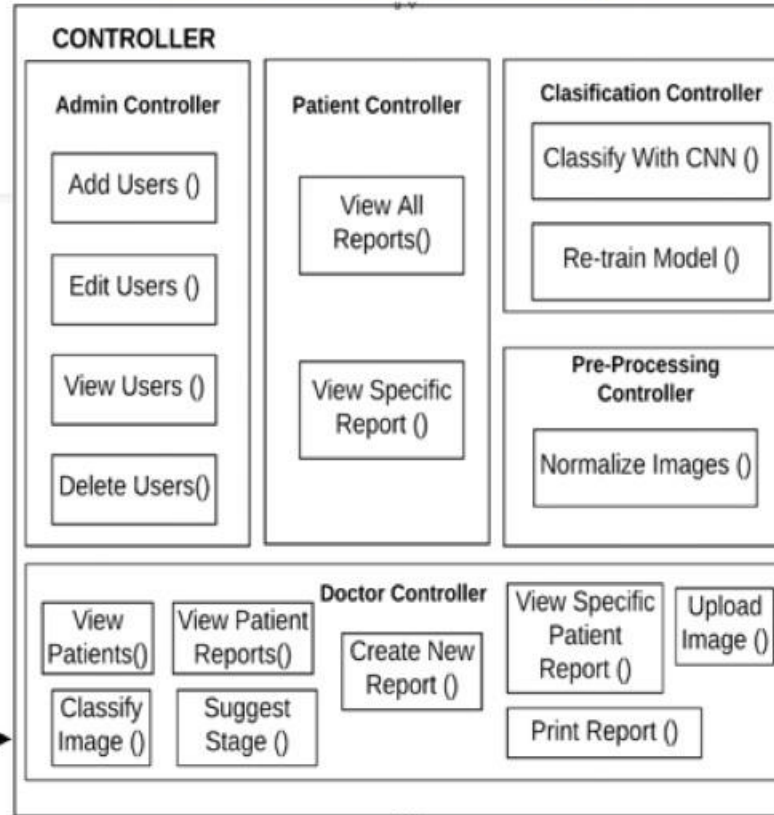 CONTROLLER
Admin Controller
Add Users ()
Edit Users ()
View Users ()
Delete Users()
Patient Controller
View All
Reports()
View Specific
Report ()
Clasification Controller
Classify With CNN ()
Re-train Model ()
Pre-Processing
Controller
Normalize Images ()
Doctor Controller
View
Patients()
View Patient
Reports()
Create New
Report ()
View Specific
Patient
Report ()
Upload
Image ()
Classify
Image ()
Suggest
Stage ()
Print Report ()